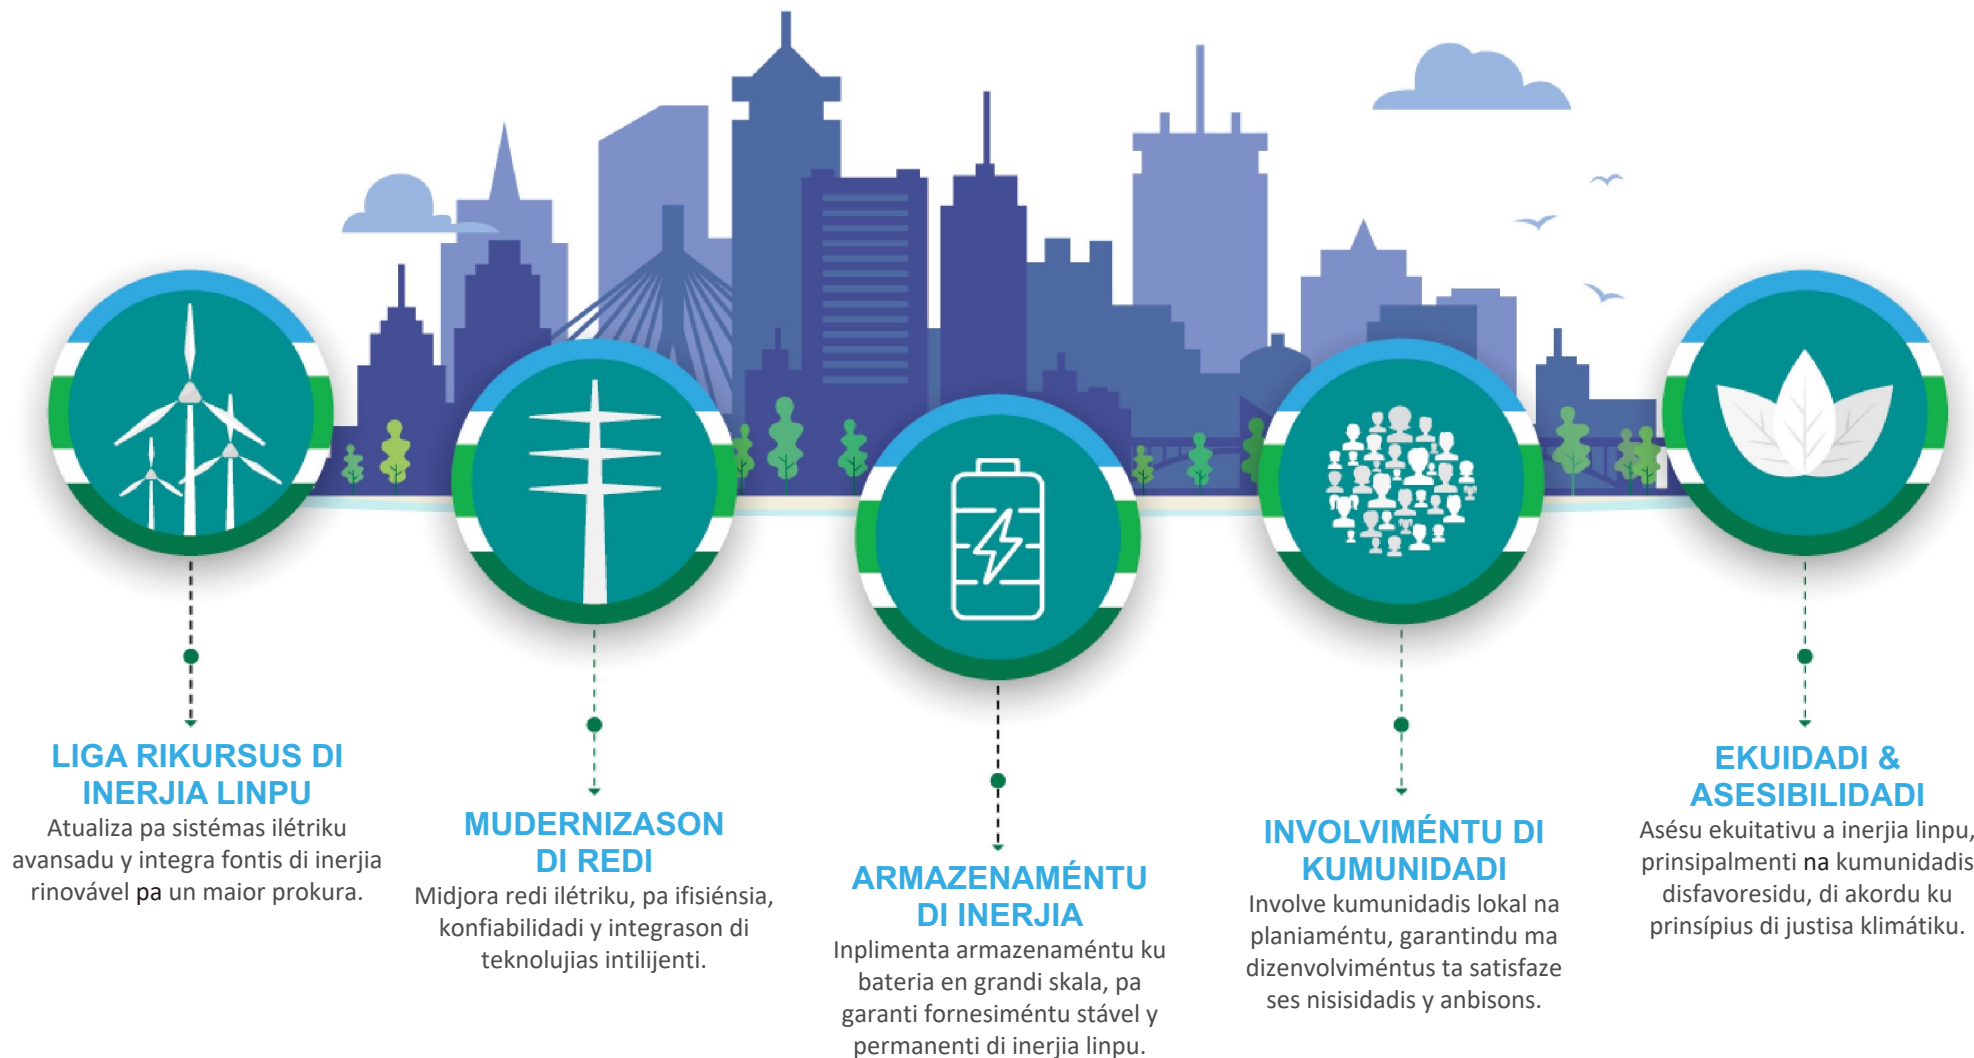 LIGA RIKURSUS DI
INERJIA LINPU
Atualiza pa sistémas ilétriku
avansadu y integra fontis di inerjia
rinovável pa un maior prokura.
MUDERNIZASON
DI REDI
Midjora redi ilétriku, pa ifisiénsia,
konfiabilidadi y integrason di
teknolujias intilijenti.
ARMAZENAMÉNTU
DI INERJIA
Inplimenta armazenaméntu ku
bateria en grandi skala, pa
garanti fornesiméntu stável y
permanenti di inerjia linpu.
INVOLVIMÉNTU DI
KUMUNIDADI
Involve kumunidadis lokal na
planiaméntu, garantindu ma
dizenvolviméntus ta satisfaze
ses nisisidadis y anbisons.
EKUIDADI &
ASESIBILIDADI
Asésu ekuitativu a inerjia linpu,
prinsipalmenti na kumunidadis
disfavoresidu, di akordu ku
prinsípius di justisa klimátiku.